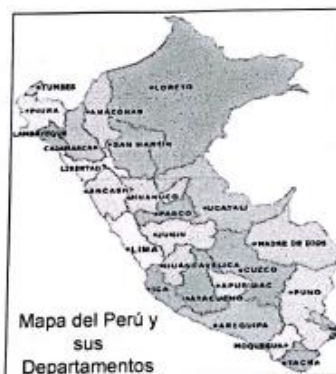 TUMBES
LORETO
PIURA
AMAZONAS
LAMBAYEQUE
CAJAMARCA
SAN MARTIN
LIBERTAD
ANCASH
HUANUCO
UCAYALI
PASCO
JUNIN
LIMA
MADRE DE DIOS
HUANCAVELICA
CUZCO
ICA
APURIMAC
PUNO
AYACUCHO
AREQUIPA
MOQUEGUA
TACNA
Mapa del Perú y
sus
Departamentos